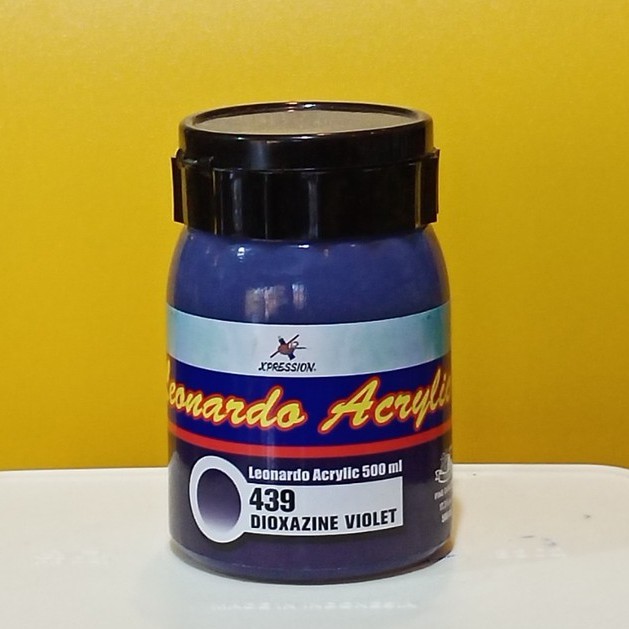 XPRESSION
Leonardo Acrylic
Leonardo Acrylic 500 ml
439
DIOXAZINE VIOLET